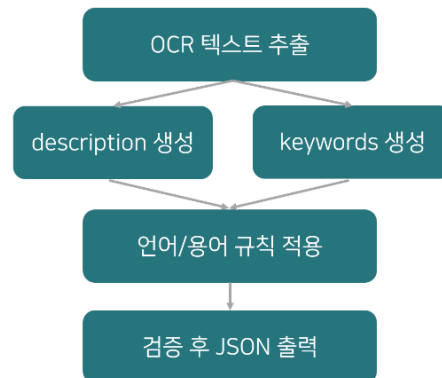 OCR 텍스트 추출
description 생성
keywords 생성
언어/용어 규칙 적용
검증 후 JSON 출력